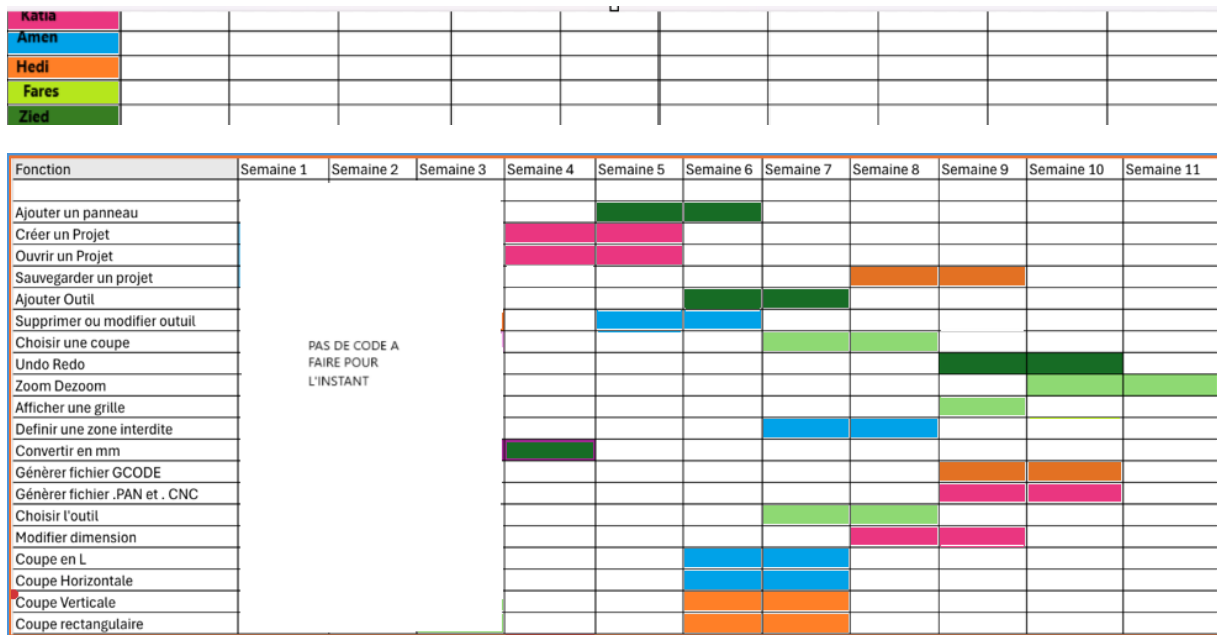 Katia
Amen
Hedi
Fares
Zied
Fonction Semaine 1 Semaine 2 Semaine 3 Semaine 4 Semaine 5 Semaine 6 Semaine 7 Semaine 8 Semaine 9 Semaine 10 Semaine 11
Ajouter un panneau
Créer un Projet
Ouvrir un Projet
Sauvegarder un projet
Ajouter Outil
Supprimer ou modifier outuil
Choisir une coupe
Undo Redo
Zoom Dezoom
Afficher une grille
Definir une zone interdite
Convertir en mm
Génèrer fichier GCODE
Génèrer fichier .PAN et . CNC
Choisir l'outil
Modifier dimension
Coupe en L
Coupe Horizontale
Coupe Verticale
Coupe rectangulaire
PAS DE CODE A
FAIRE POUR
L'INSTANT